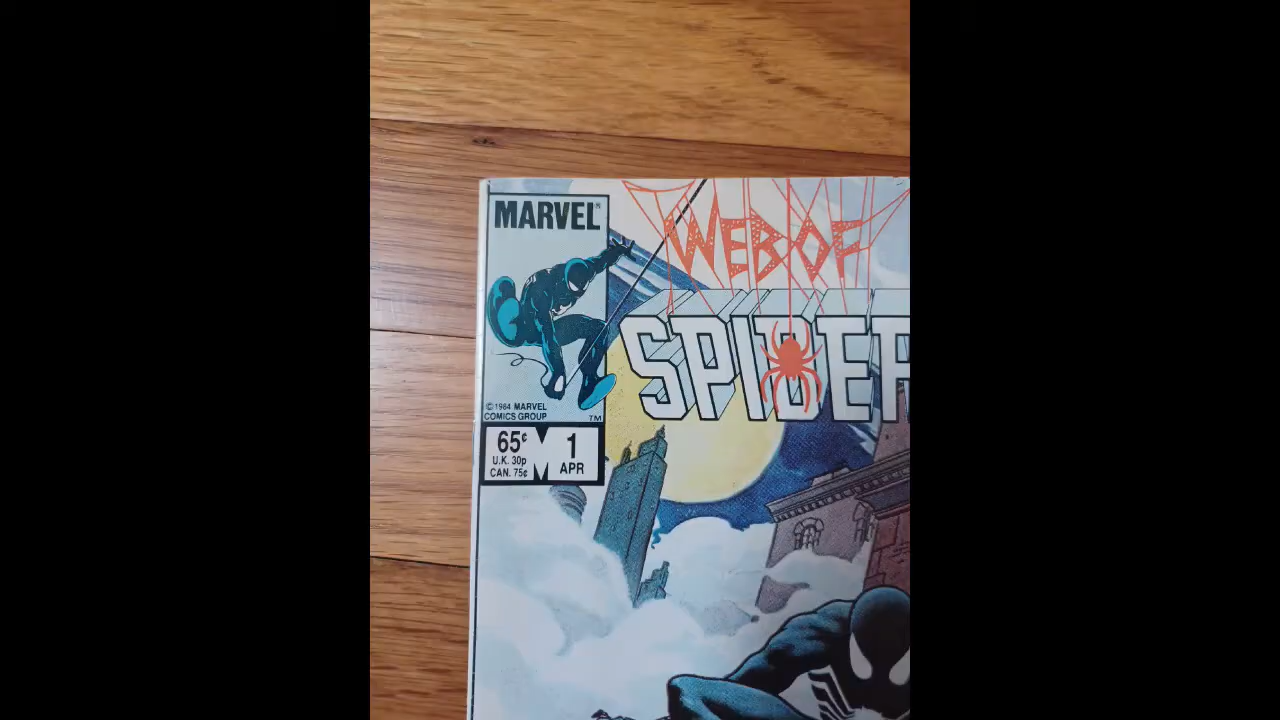 MARVEL®
WEB OF
SPIDER
©1984 MARVEL
COMICS GROUP
TM
65¢
U.K. 30p
CAN. 75¢
1
APR